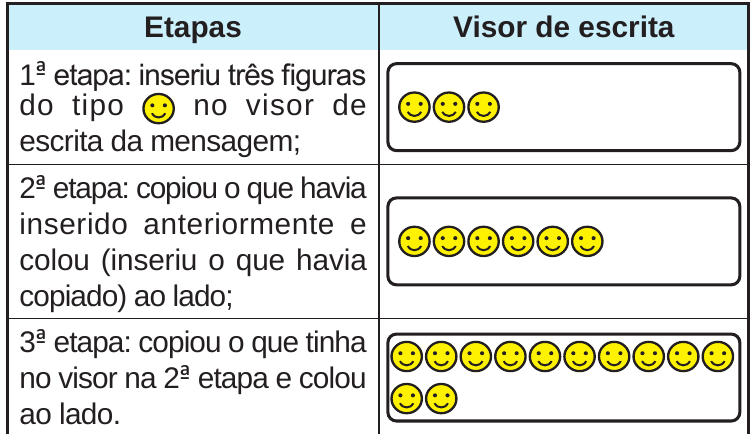 Etapas
Visor de escrita
1ª etapa: inseriu três figuras
do tipo no visor de
escrita da mensagem;
2ª etapa: copiou o que havia
inserido anteriormente e
colou (inseriu o que havia
copiado) ao lado;
3ª etapa: copiou o que tinha
no visor na 2ª etapa e colou
ao lado.